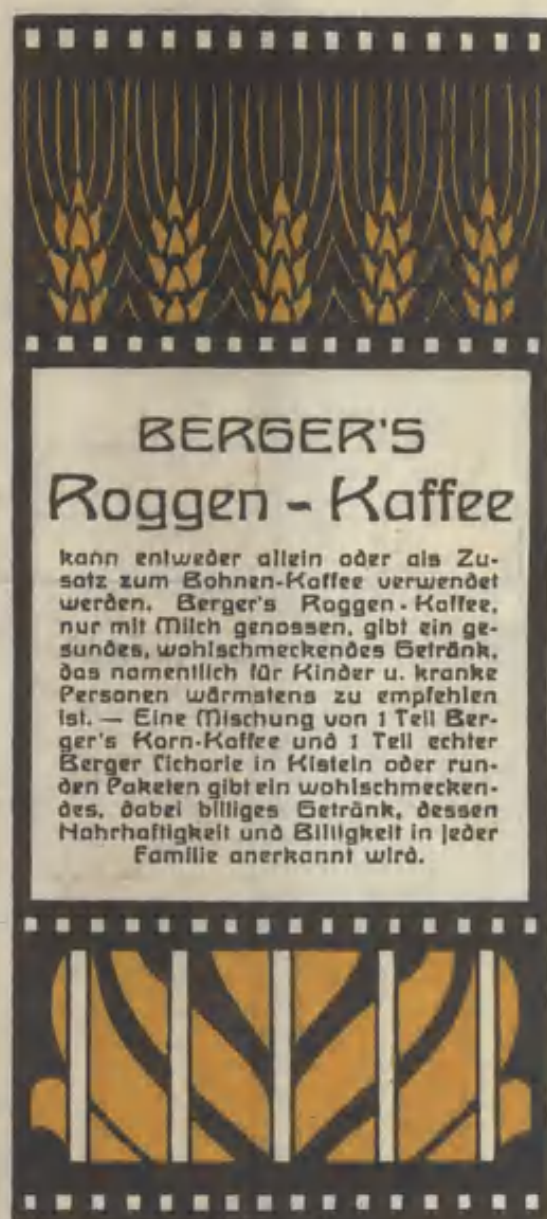 BERGER'S
Roggen - Kaffee
kann entweder allein oder als Zu-
satz zum Bohnen-Kaffee verwendet
werden. Berger's Roggen-Kaffee,
nur mit Milch genossen, gibt ein ge-
sundes, wohlschmeckendes Getränk,
das namentlich für Kinder u. kranke
Personen wärmstens zu empfehlen
ist. — Eine Mischung von 1 Teil Ber-
ger's Korn-Kaffee und 1 Teil echter
Berger Cichorie in Kisteln oder run-
den Paketen gibt ein wohlschmecken-
des, dabei billiges Getränk, dessen
Nahrhaftigkeit und Billigkeit in jeder
Familie anerkannt wird.